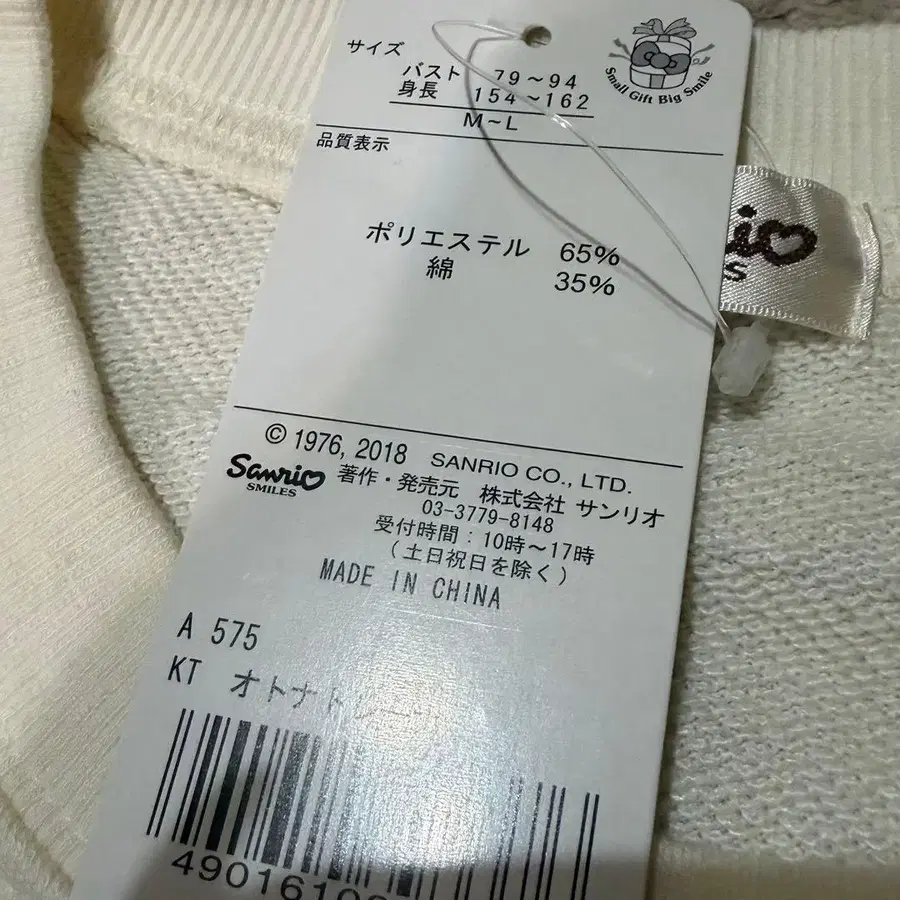 サイズ
バスト 79～94
身長 154～162
M～L
Small Gift Big Smile
品質表示
ポリエステル 65%
綿 35%
© 1976, 2018 SANRIO CO., LTD.
Sanrio
SMILES
著作・発売元 株式会社 サンリオ
03-3779-8148
受付時間：10時～17時
（土日祝日を除く）
MADE IN CHINA
A 575
KT オトナト